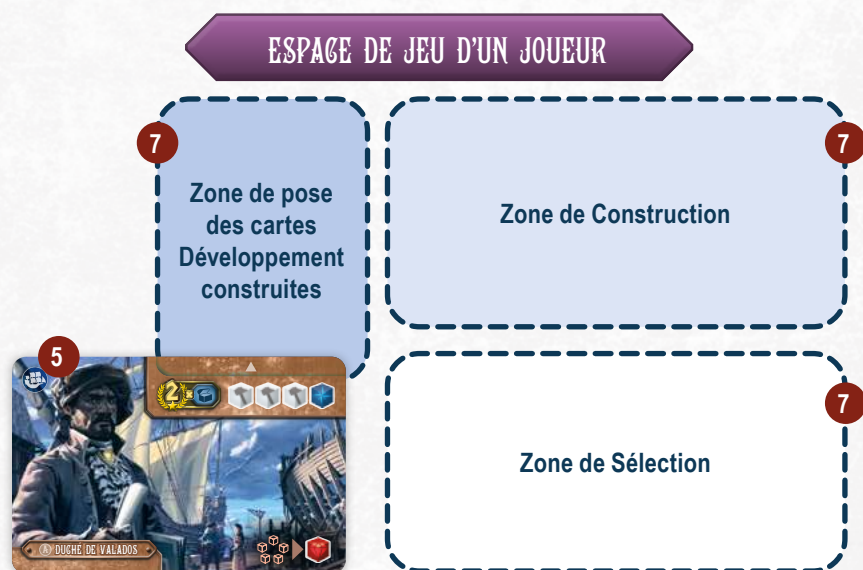 ESPACE DE JEU D'UN JOUEUR
7
Zone de pose
des cartes
Développement
construites
7
Zone de Construction
5
2 x
7
Zone de Sélection
(A) DUCHÉ DE VALADOS